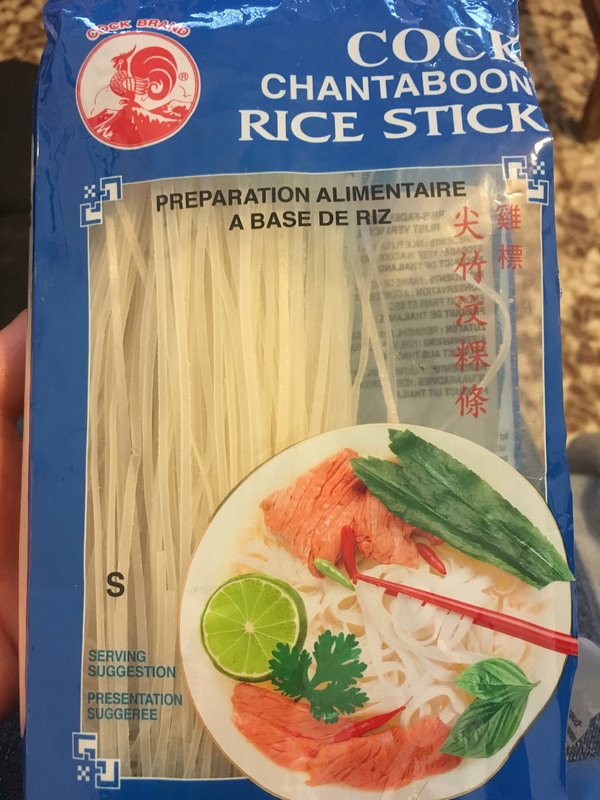 COCK BRAND
®
COCK
CHANTABOON
RICE STICK
PREPARATION ALIMENTAIRE
A BASE DE RIZ
雞標
尖竹汶粿條
S
SERVING
SUGGESTION
PRESENTATION
SUGGEREE